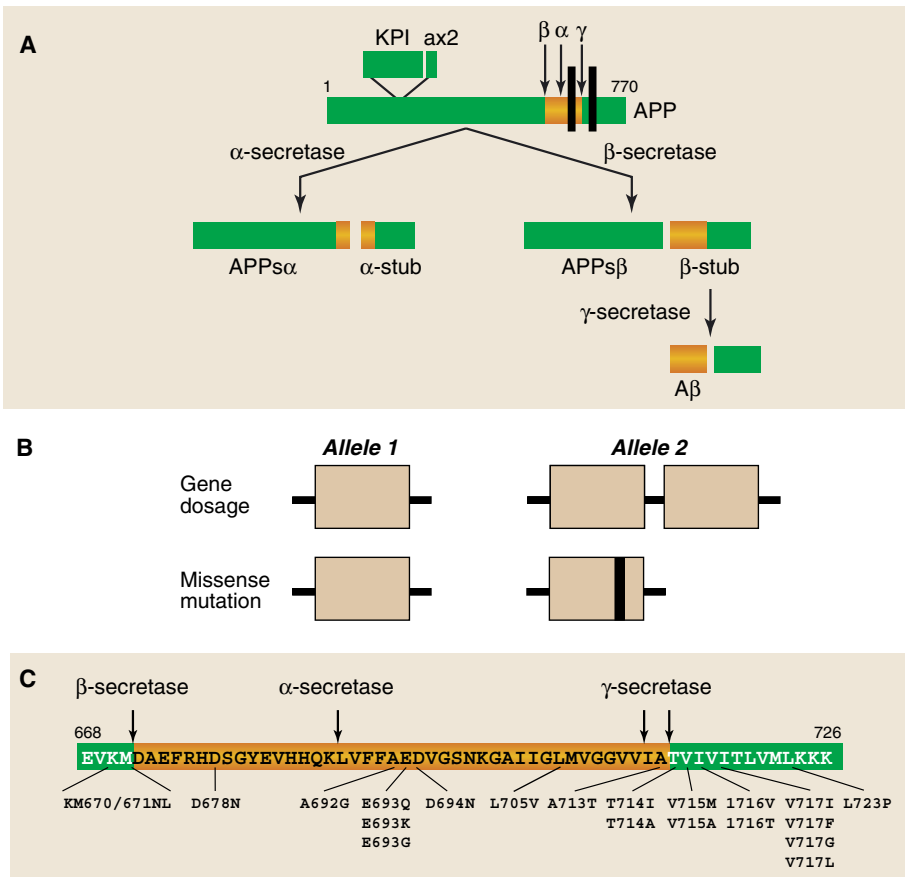 A
KPI ax2
β α γ
1
770
APP
α-secretase
β-secretase
APPsα
α-stub
APPsβ
β-stub
γ-secretase
Aβ
B
Allele 1
Allele 2
Gene
dosage
Missense
mutation
C
β-secretase
α-secretase
γ-secretase
668
726
EVKMDAEFRHDSGYEVHHQKLVFFAEDVGSNKGAIIGLMVGGVVIATVIVITLVMLKKK
KM670/671NL D678N A692G E693Q D694N L705V A713T T714I V715M 1716V V717I L723P
E693K T714A V715A 1716T V717F
E693G V717G
V717L